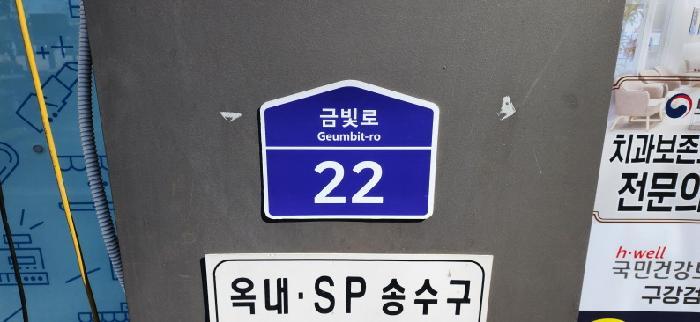 금빛로
Geumbit-ro
22
옥내·SP 송수구
치과보존
전문의
h·well
국민건강보
구강검